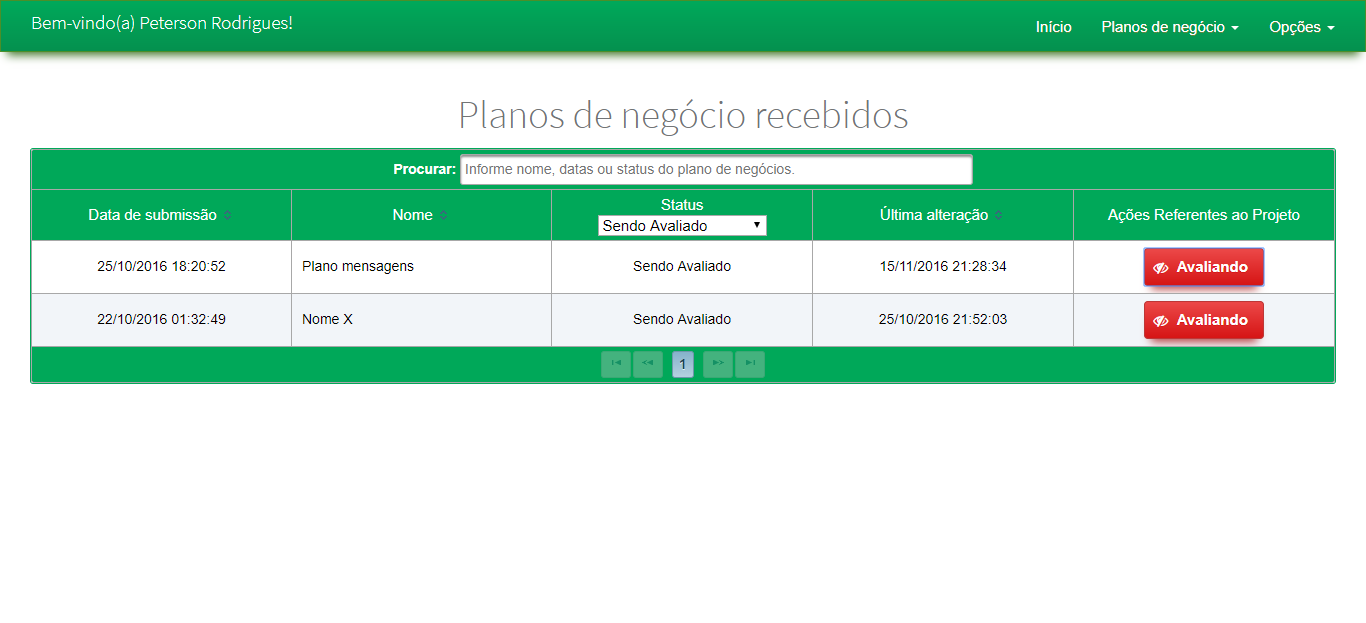 Bem-vindo(a) Peterson Rodrigues!
Início Planos de negócio Opções
Planos de negócio recebidos
Procurar: Informe nome, datas ou status do plano de negócios.
Data de submissão Nome Status Última alteração Ações Referentes ao Projeto
Sendo Avaliado
25/10/2016 18:20:52 Plano mensagens Sendo Avaliado 15/11/2016 21:28:34 Avaliando
22/10/2016 01:32:49 Nome X Sendo Avaliado 25/10/2016 21:52:03 Avaliando
1